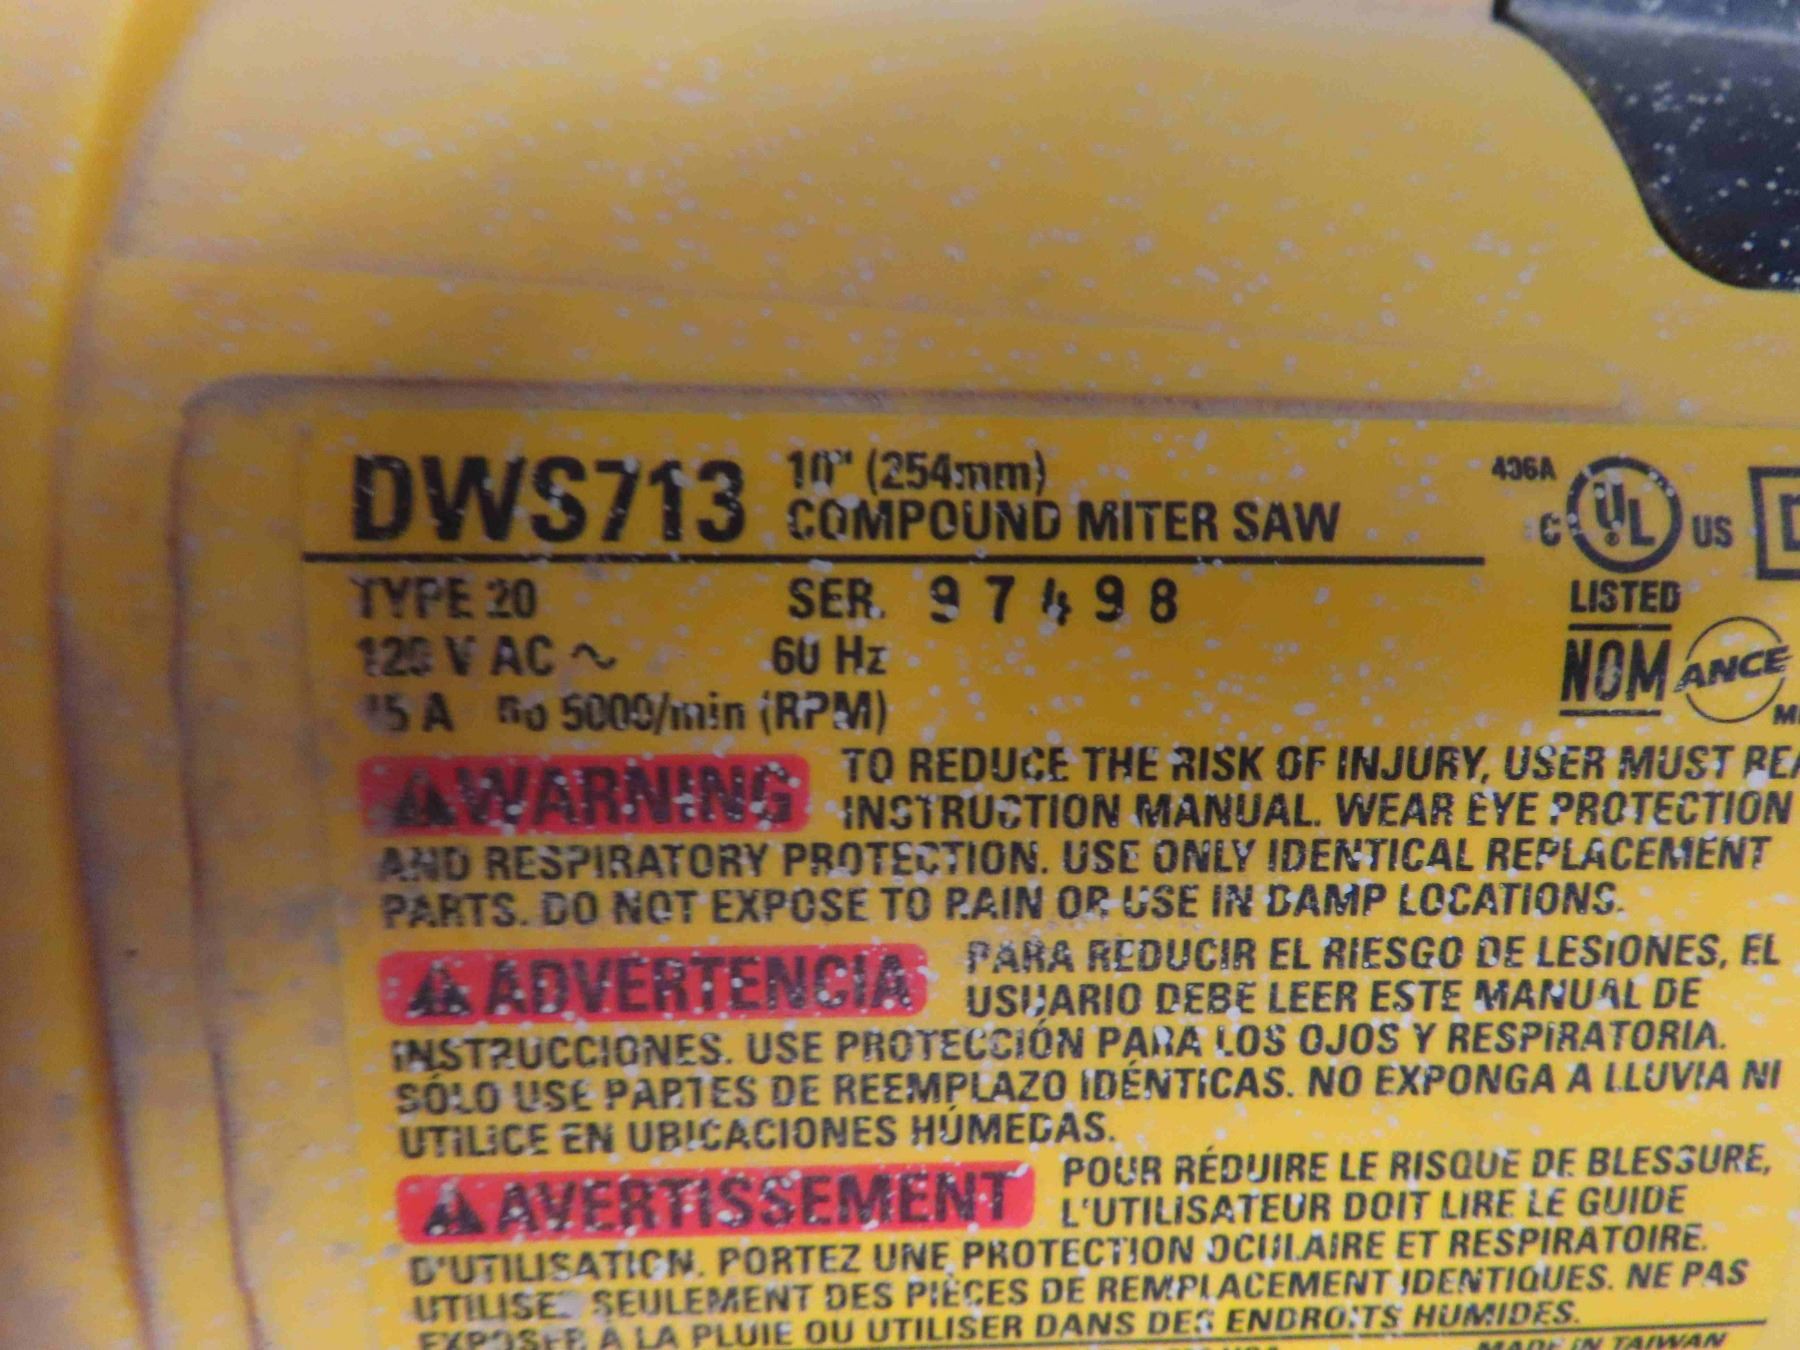 DWS713 10" (254mm)
COMPOUND MITER SAW
TYPE 20 SER. 97498
120 V AC ~ 60 Hz
15 A no 5000/min (RPM)
406A
C UL ® US
LISTED
NOM ANCE
WARNING TO REDUCE THE RISK OF INJURY, USER MUST REA
INSTRUCTION MANUAL. WEAR EYE PROTECTION
AND RESPIRATORY PROTECTION. USE ONLY IDENTICAL REPLACEMENT
PARTS. DO NOT EXPOSE TO RAIN OR USE IN DAMP LOCATIONS.
ADVERTENCIA PARA REDUCIR EL RIESGO DE LESIONES, EL
USUARIO DEBE LEER ESTE MANUAL DE
INSTRUCCIONES. USE PROTECCIÓN PARA LOS OJOS Y RESPIRATORIA.
SÓLO USE PARTES DE REEMPLAZO IDÉNTICAS. NO EXPONGA A LLUVIA NI
UTILICE EN UBICACIONES HÚMEDAS.
AVERTISSEMENT POUR RÉDUIRE LE RISQUE DE BLESSURE,
L'UTILISATEUR DOIT LIRE LE GUIDE
D'UTILISATION. PORTEZ UNE PROTECTION OCULAIRE ET RESPIRATOIRE.
UTILISEZ SEULEMENT DES PIÈCES DE REMPLACEMENT IDENTIQUES. NE PAS
EXPOSER À LA PLUIE OU UTILISER DANS DES ENDROITS HUMIDES.
MADE IN TAIWAN